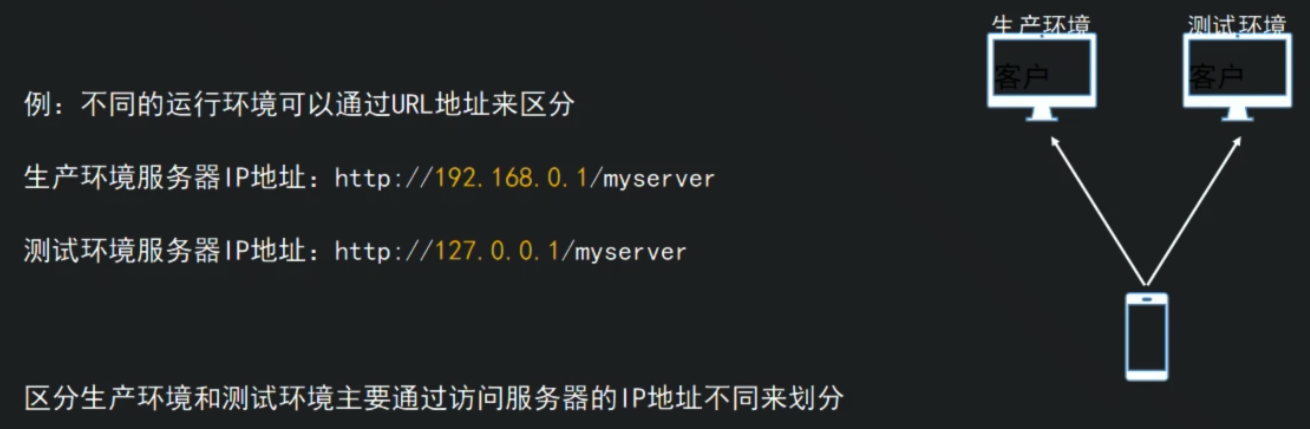 生产环境
测试环境
客户
客户
例：不同的运行环境可以通过URL地址来区分
生产环境服务器IP地址：http://192.168.0.1/myserver
测试环境服务器IP地址：http://127.0.0.1/myserver
区分生产环境和测试环境主要通过访问服务器的IP地址不同来划分